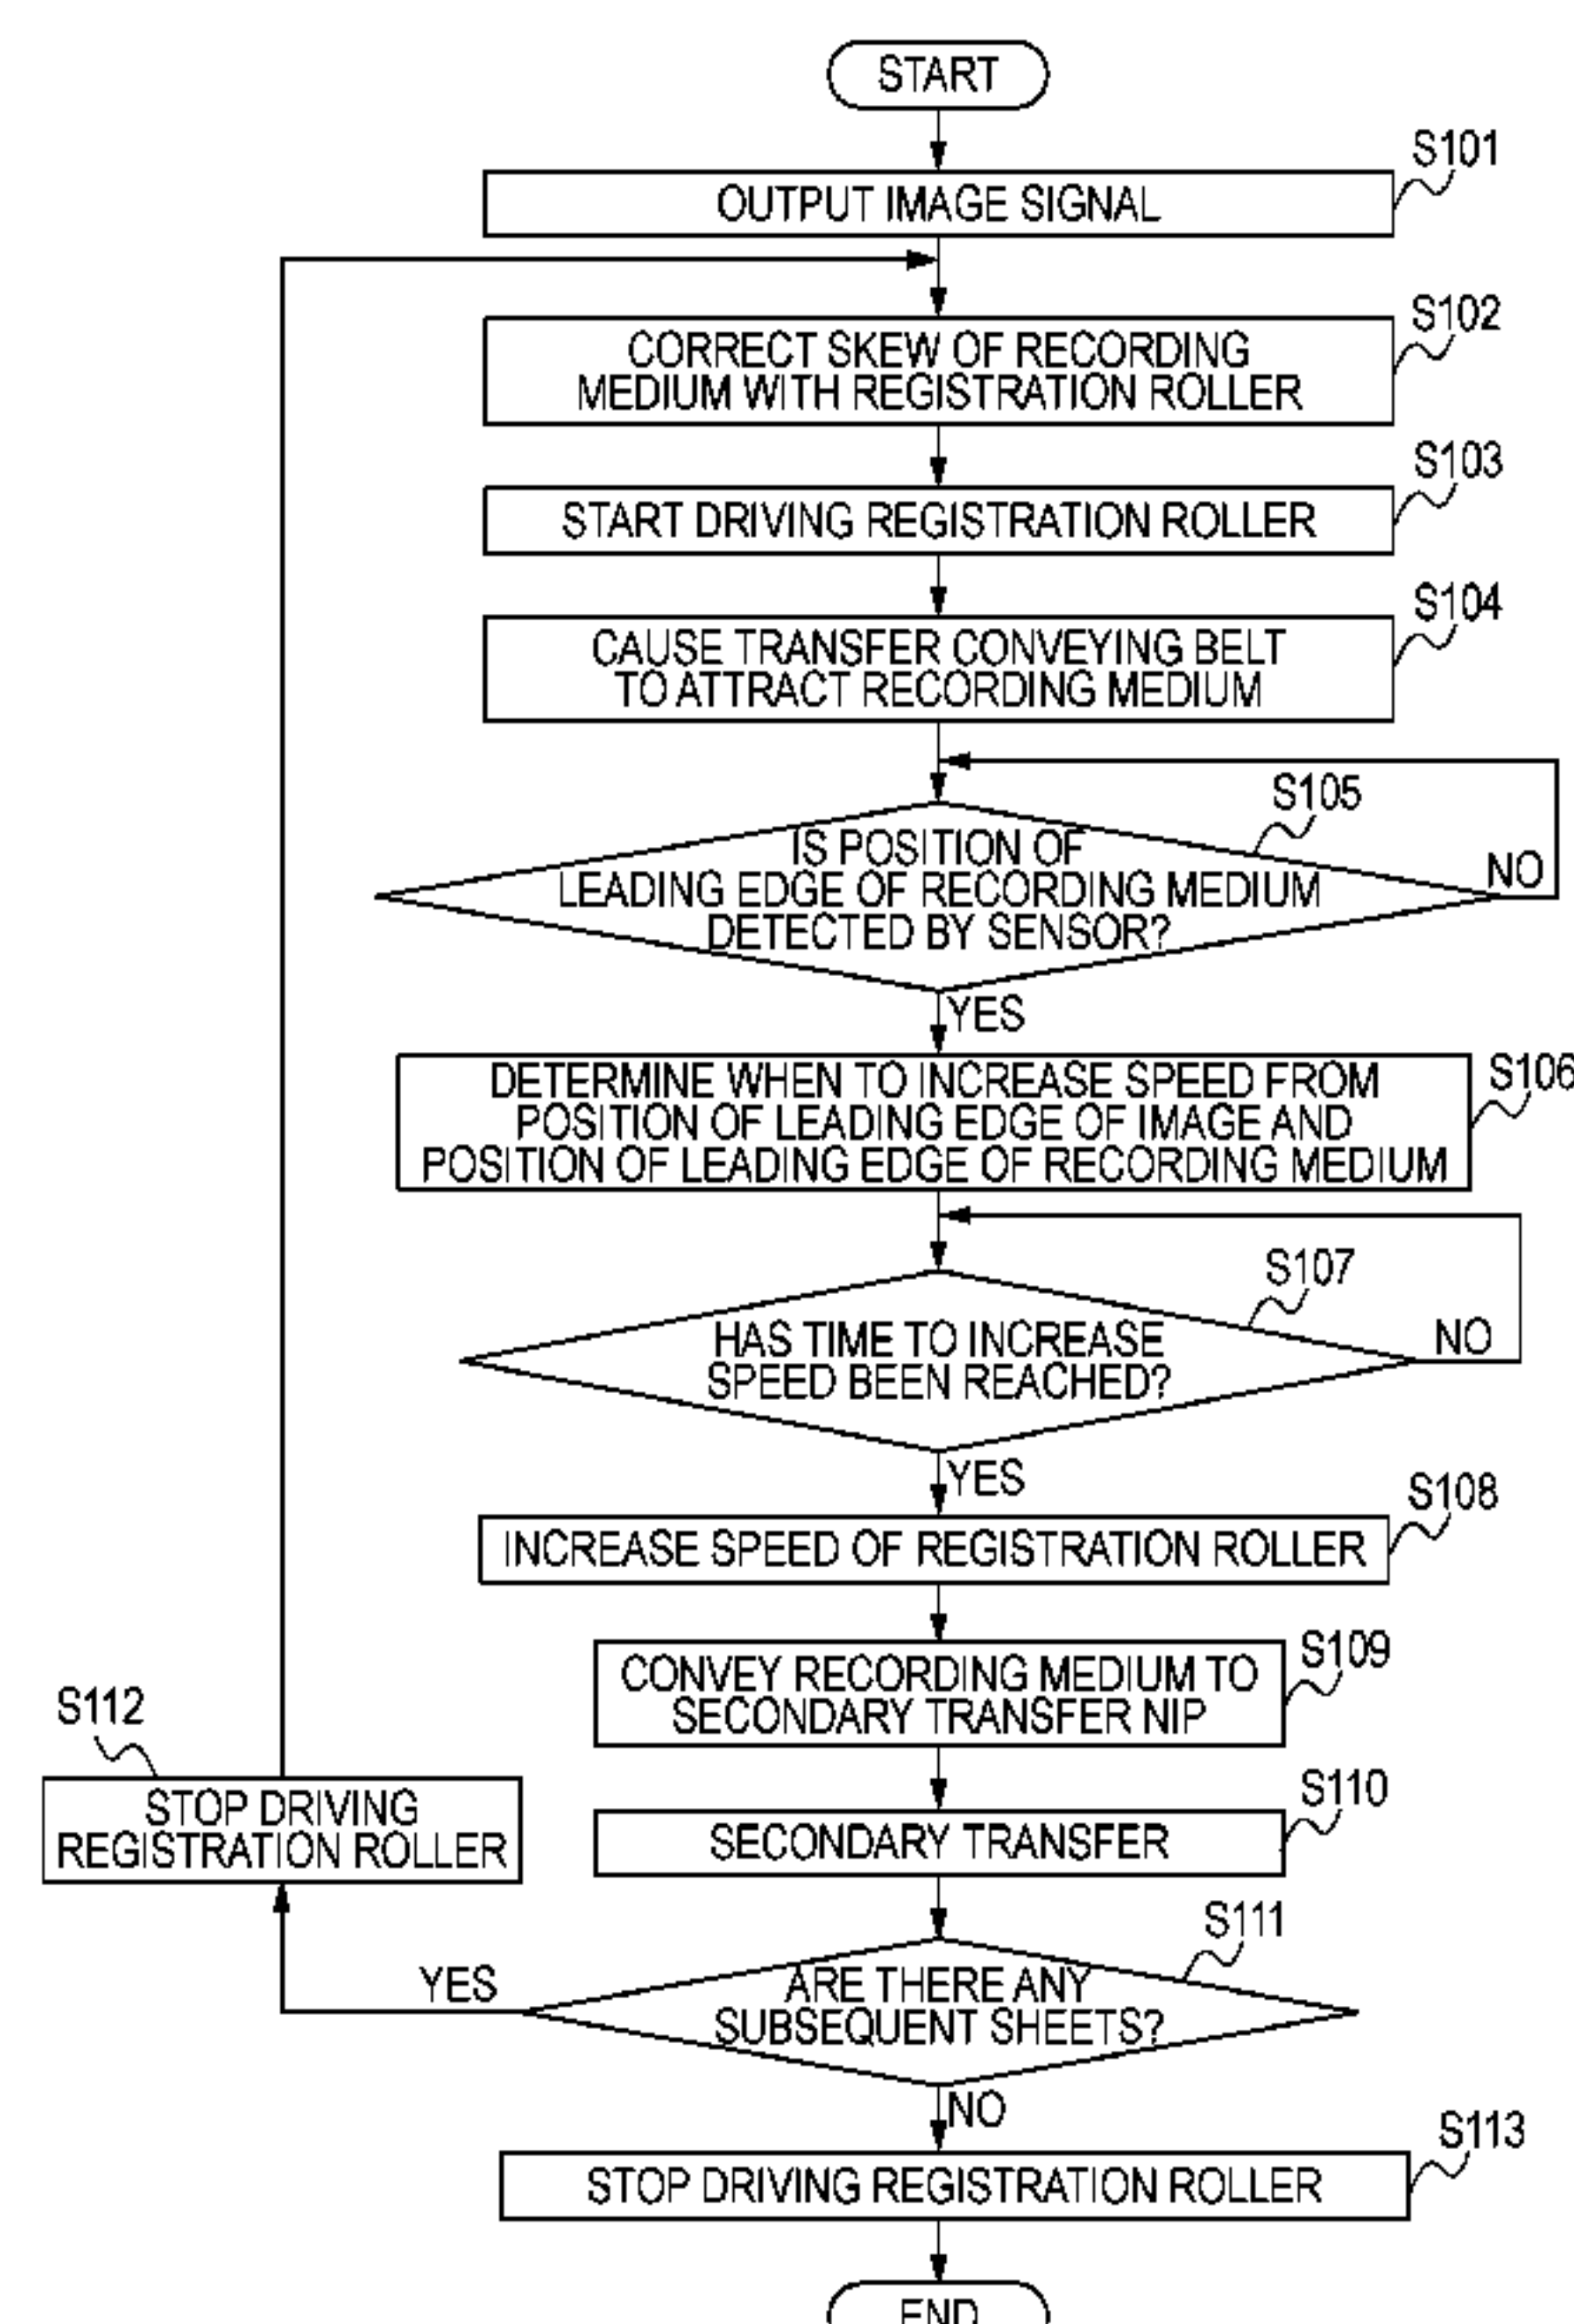 START
S101
OUTPUT IMAGE SIGNAL
S102
CORRECT SKEW OF RECORDING
MEDIUM WITH REGISTRATION ROLLER
S103
START DRIVING REGISTRATION ROLLER
S104
CAUSE TRANSFER CONVEYING BELT
TO ATTRACT RECORDING MEDIUM
S105
IS POSITION OF
LEADING EDGE OF RECORDING MEDIUM
DETECTED BY SENSOR?
NO
YES
S106
DETERMINE WHEN TO INCREASE SPEED FROM
POSITION OF LEADING EDGE OF IMAGE AND
POSITION OF LEADING EDGE OF RECORDING MEDIUM
S107
HAS TIME TO INCREASE
SPEED BEEN REACHED?
NO
YES
S108
INCREASE SPEED OF REGISTRATION ROLLER
S109
CONVEY RECORDING MEDIUM TO
SECONDARY TRANSFER NIP
S112
STOP DRIVING
REGISTRATION ROLLER
S110
SECONDARY TRANSFER
S111
ARE THERE ANY
SUBSEQUENT SHEETS?
YES
NO
S113
STOP DRIVING REGISTRATION ROLLER
END